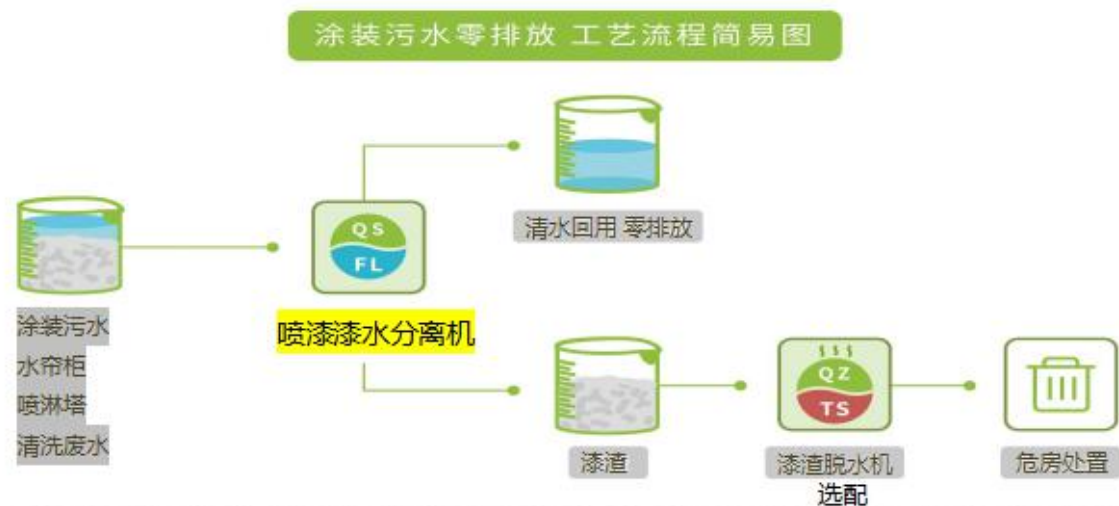 涂装污水零排放 工艺流程简易图
清水回用 零排放
QS
FL
喷漆漆水分离机
涂装污水
水帘柜
喷淋塔
清洗废水
漆渣
QZ
TS
漆渣脱水机
选配
危房处置